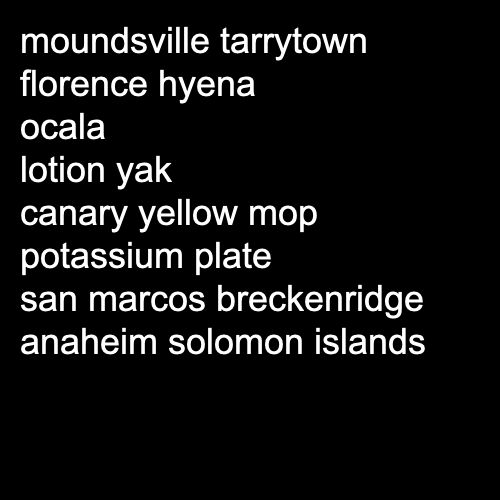 moundsville tarrytown
florence hyena
ocala
lotion yak
canary yellow mop
potassium plate
san marcos breckenridge
anaheim solomon islands